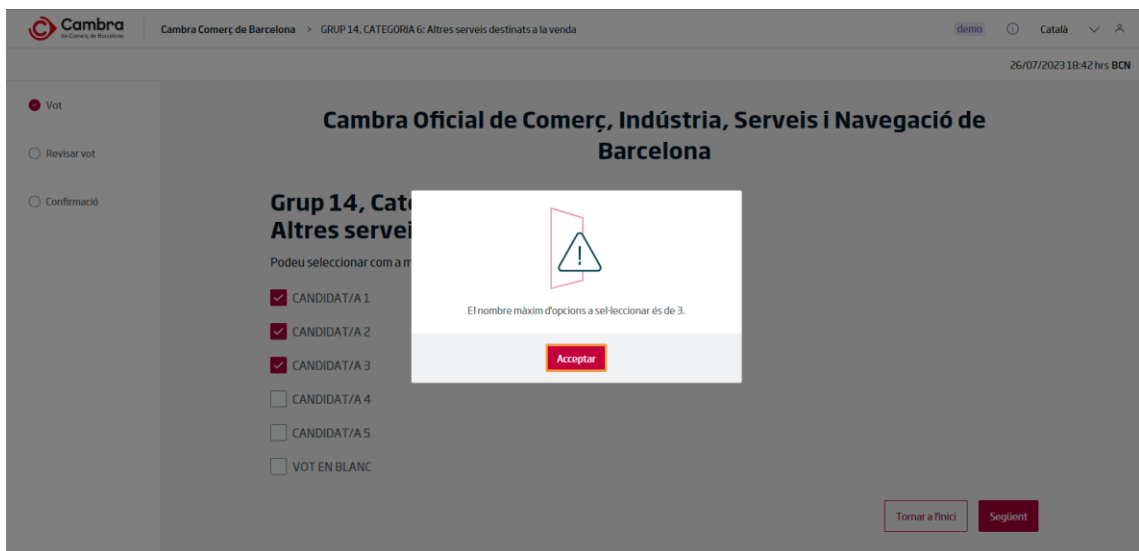 Cambra
de Comerç de Barcelona
Cambra Comerç de Barcelona > GRUP 14, CATEGORIA 6: Altres serveis destinats a la venda
demo
Català
26/07/2023 18:42 hrs BCN
Vot
Revisar vot
Confirmació
Cambra Oficial de Comerç, Indústria, Serveis i Navegació de
Barcelona
Grup 14, Cat
Altres servei
Podeu seleccionar com a m
CANDIDAT/A 1
CANDIDAT/A 2
CANDIDAT/A 3
CANDIDAT/A 4
CANDIDAT/A 5
VOT EN BLANC
El nombre màxim d'opcions a sel·leccionar és de 3.
Acceptar
Tornar a l'inici
Següent